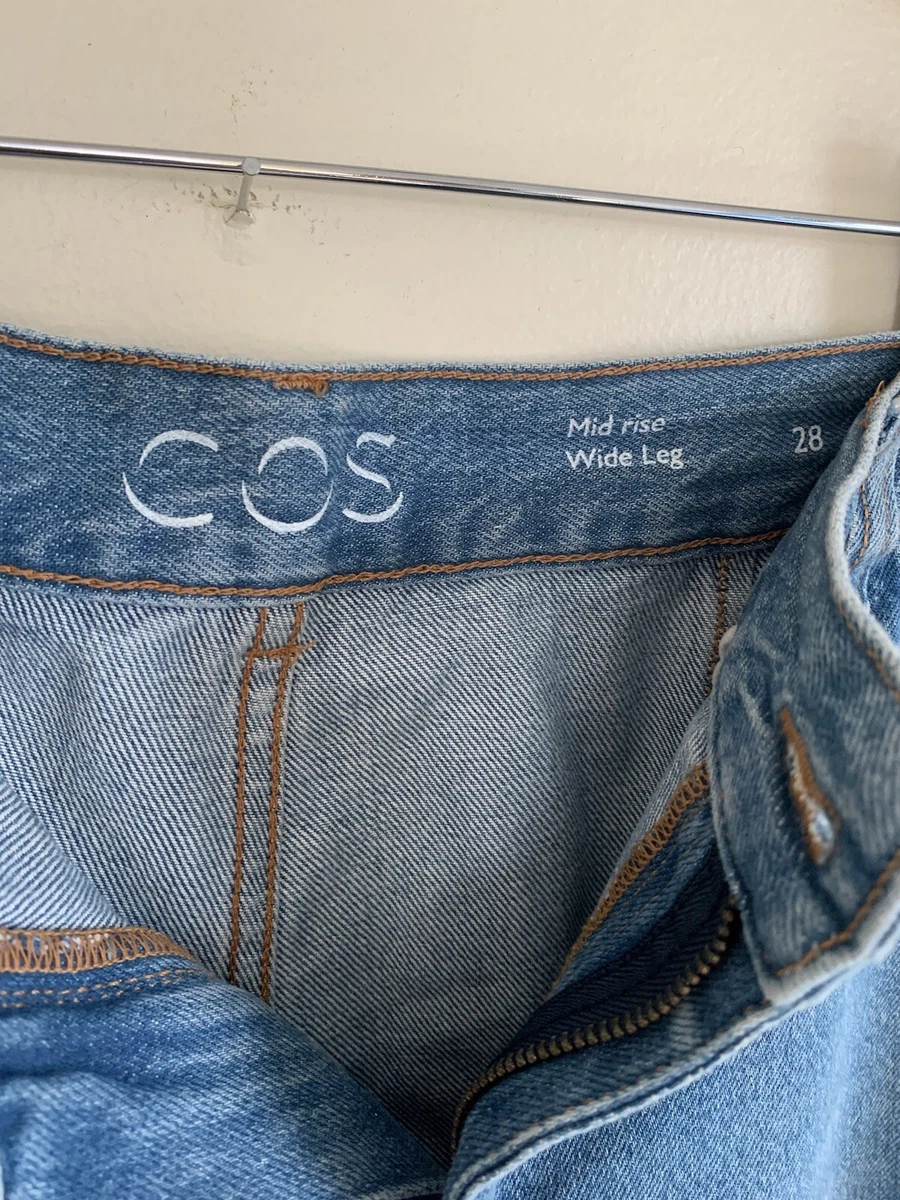 COS
Mid rise
Wide Leg
28